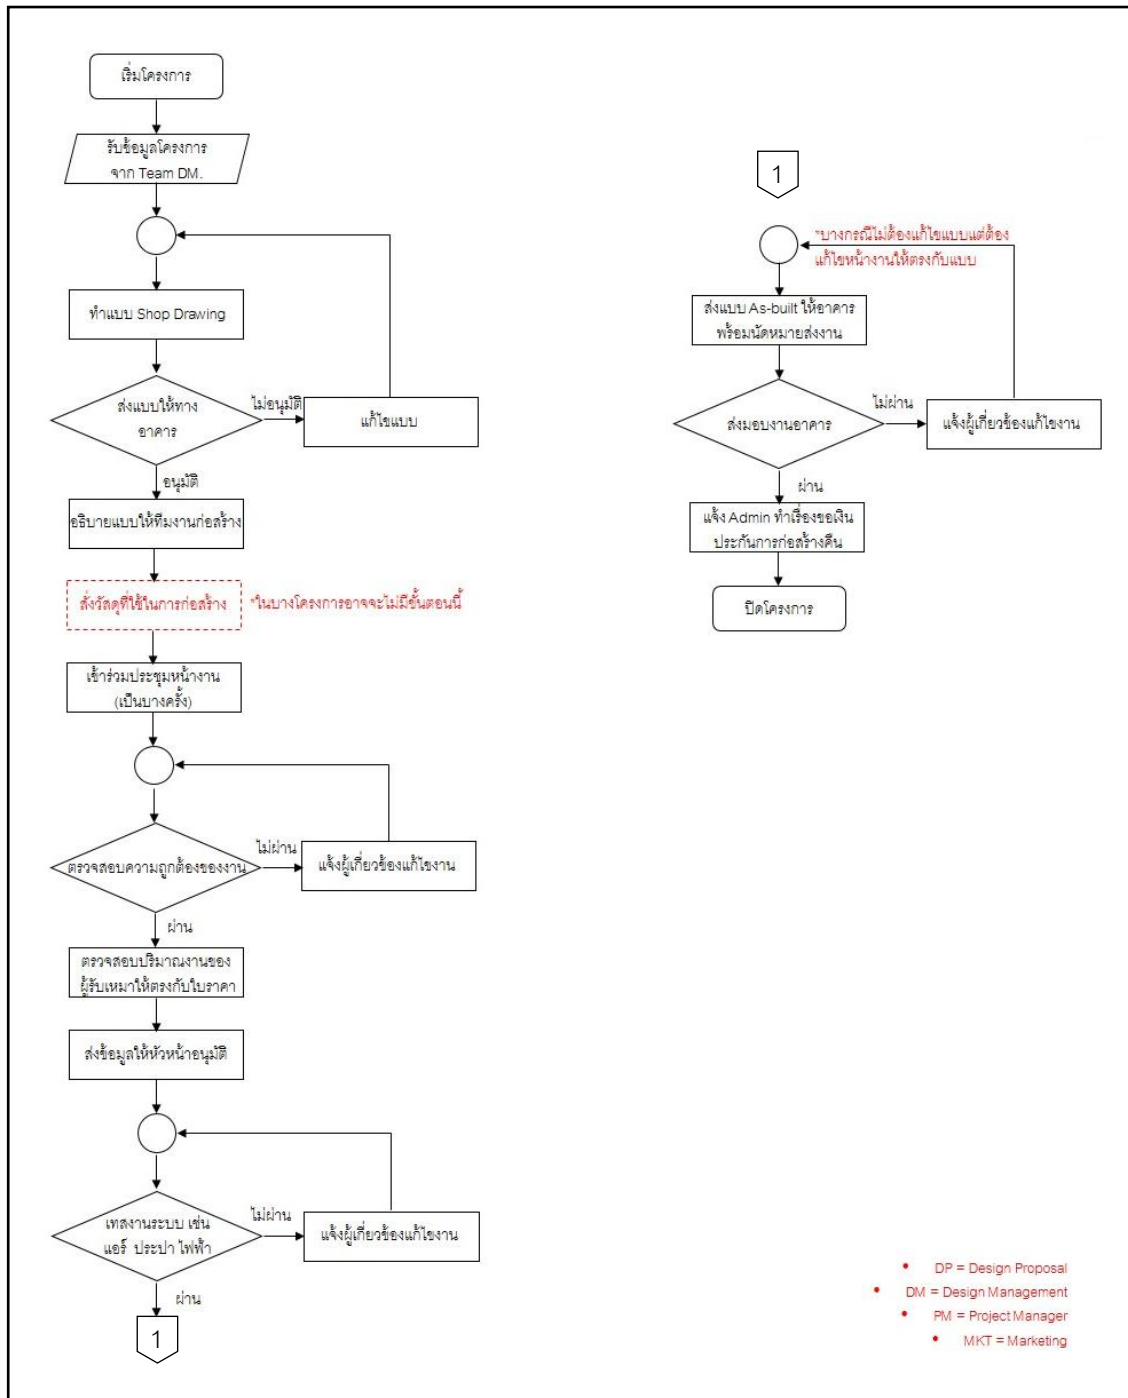 เริ่มโครงการ
รับข้อมูลโครงการ
จาก Team DM.
ทำแบบ Shop Drawing
ส่งแบบให้ทาง
อาคาร
ไม่อนุมัติ
แก้ไขแบบ
อนุมัติ
อธิบายแบบให้ทีมงานก่อสร้าง
สั่งวัสดุที่ใช้ในการก่อสร้าง
*ในบางโครงการอาจจะไม่มีขั้นตอนนี้
เข้าร่วมประชุมหน้างาน
(เป็นบางครั้ง)
ตรวจสอบความถูกต้องของงาน
ไม่ผ่าน
แจ้งผู้เกี่ยวข้องแก้ไขงาน
ผ่าน
ตรวจสอบปริมาณงานของ
ผู้รับเหมาให้ตรงกับใบราคา
ส่งข้อมูลให้หัวหน้าอนุมัติ
เทสงานระบบ เช่น
แอร์ ประปา ไฟฟ้า
ไม่ผ่าน
แจ้งผู้เกี่ยวข้องแก้ไขงาน
ผ่าน
1
1
*บางกรณีไม่ต้องแก้ไขแบบแต่ต้อง
แก้ไขหน้างานให้ตรงกับแบบ
ส่งแบบ As-built ให้อาคาร
พร้อมนัดหมายส่งงาน
ส่งมอบงานอาคาร
ไม่ผ่าน
แจ้งผู้เกี่ยวข้องแก้ไขงาน
ผ่าน
แจ้ง Admin ทำเรื่องขอเงิน
ประกันการก่อสร้างคืน
ปิดโครงการ
• DP = Design Proposal
• DM = Design Management
• PM = Project Manager
• MKT = Marketing